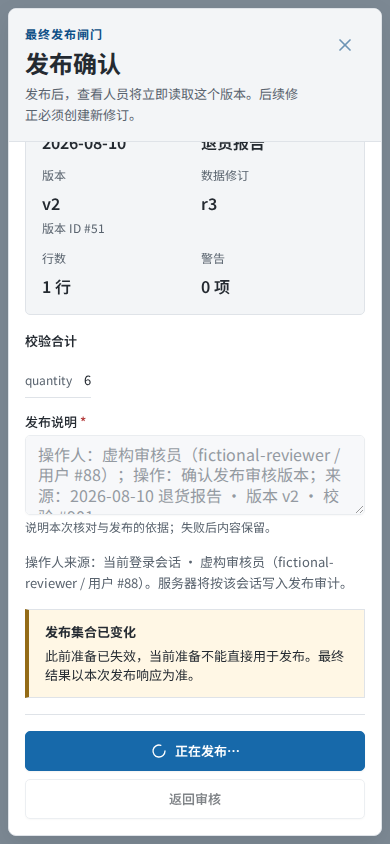 最终发布闸门
发布确认
发布后，查看人员将立即读取这个版本。后续修
正必须创建新修订。
2026-08-10 退货报告
版本 数据修订
v2 r3
版本 ID #51
行数 警告
1 行 0 项
校验合计
quantity 6
发布说明 *
操作人：虚构审核员（fictional-reviewer /
用户 #88）；操作：确认发布审核版本；来
源：2026-08-10 退货报告 · 版本 v2 · 校
说明本次核对与发布的依据；失败后内容保留。
操作人来源：当前登录会话 · 虚构审核员（fictional-
reviewer / 用户 #88）。服务器将按该会话写入发布审计。
发布集合已变化
此前准备已失效，当前准备不能直接用于发布。最终
结果以本次发布响应为准。
正在发布…
返回审核